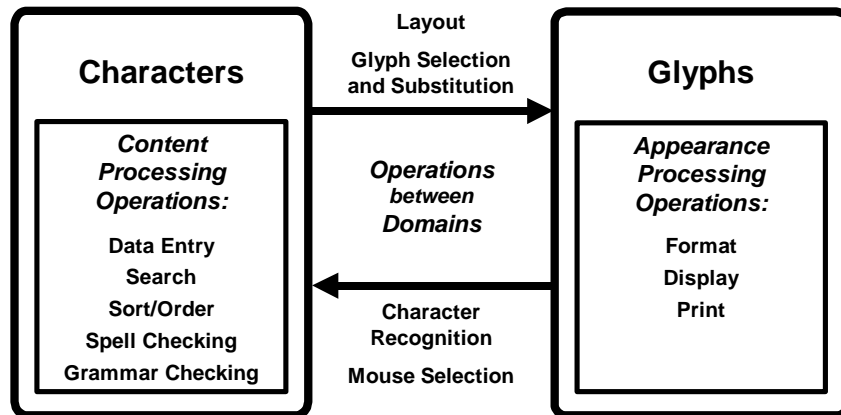 Characters
Content
Processing
Operations:
Data Entry
Search
Sort/Order
Spell Checking
Grammar Checking
Layout
Glyph Selection
and Substitution
Operations
between
Domains
Character
Recognition
Mouse Selection
Glyphs
Appearance
Processing
Operations:
Format
Display
Print